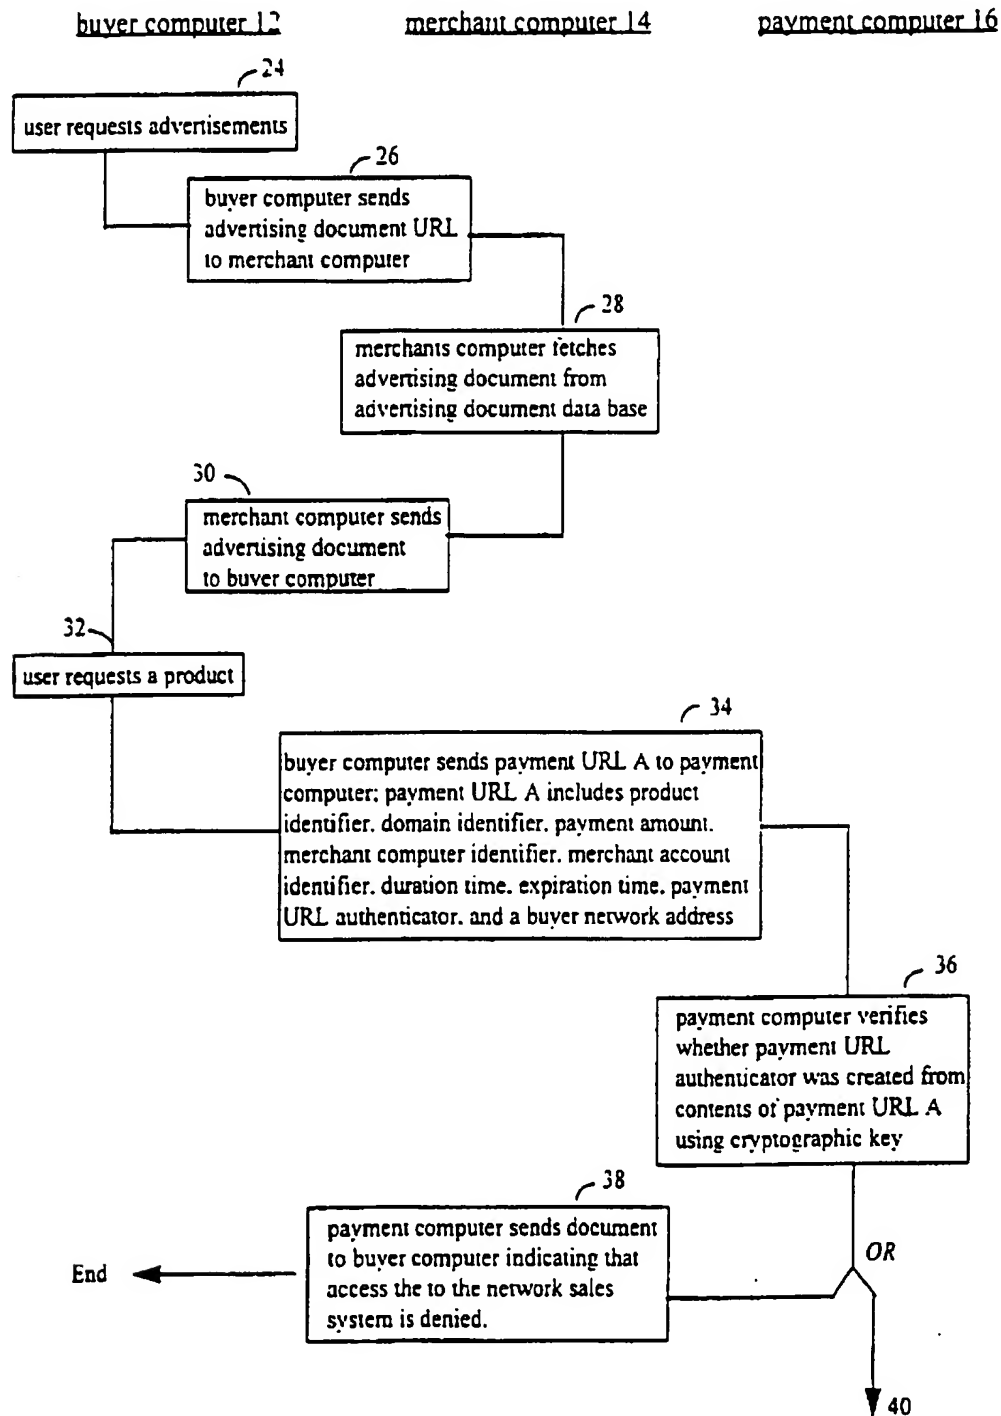 buyer computer 12
merchant computer 14
payment computer 16
24
user requests advertisements
26
buyer computer sends
advertising document URL
to merchant computer
28
merchants computer fetches
advertising document from
advertising document data base
30
merchant computer sends
advertising document
to buyer computer
32
user requests a product
34
buyer computer sends payment URL A to payment
computer; payment URL A includes product
identifier, domain identifier, payment amount,
merchant computer identifier, merchant account
identifier, duration time, expiration time, payment
URL authenticator, and a buyer network address
36
payment computer verifies
whether payment URL
authenticator was created from
contents of payment URL A
using cryptographic key
38
payment computer sends document
to buyer computer indicating that
access the to the network sales
system is denied.
End
OR
40